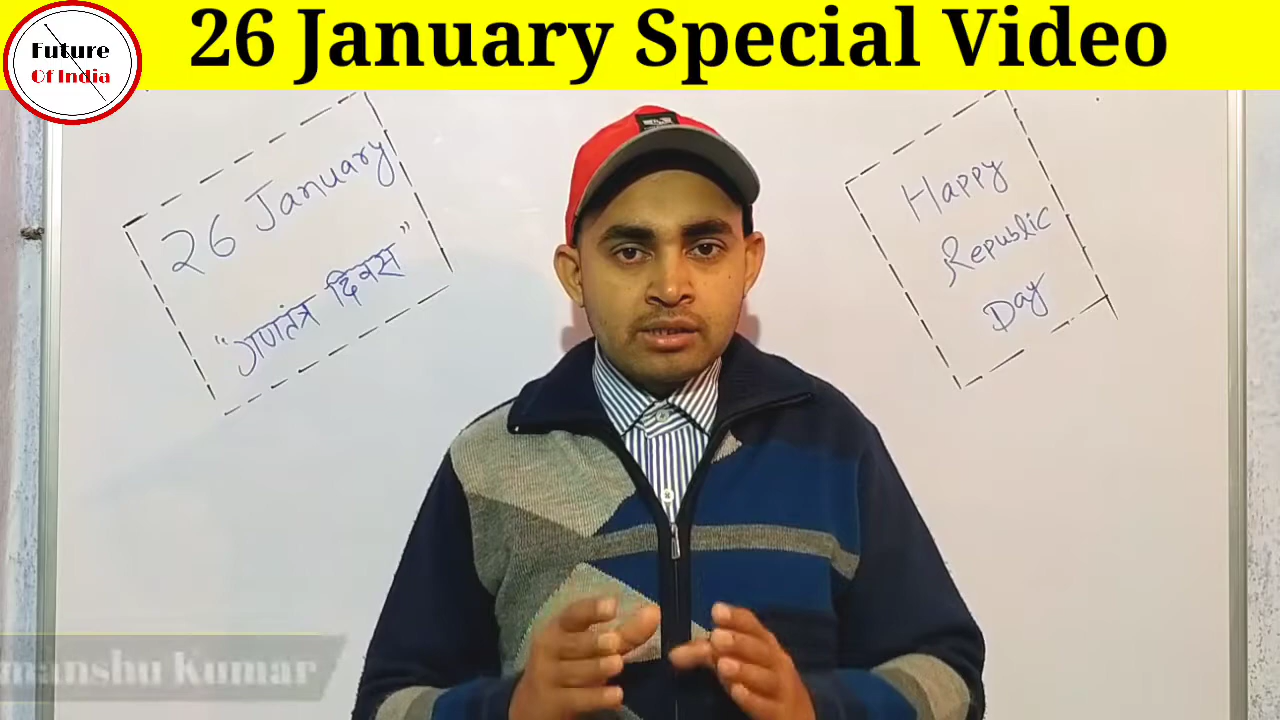 26 January Special Video
Future
Of India
26 January
"गणतंत्र दिवस"
Happy
Republic
Day
manshu Kumar